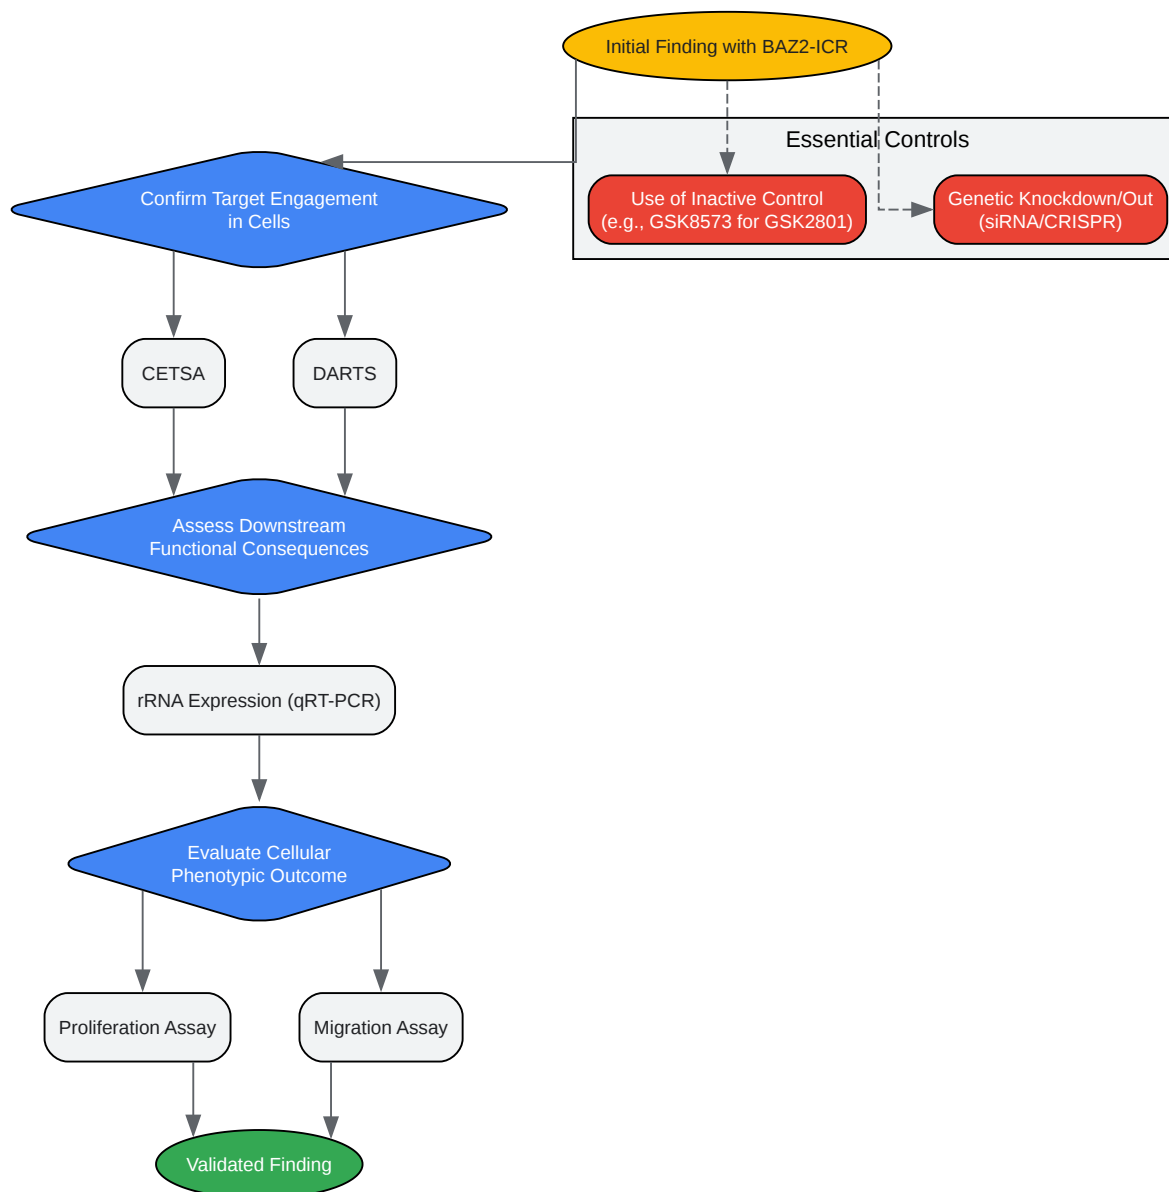 Initial Finding with BAZ2-ICR
Essential Controls
Use of Inactive Control
(e.g., GSK8573 for GSK2801)
Genetic Knockdown/Out
(siRNA/CRISPR)
Confirm Target Engagement
in Cells
CETSA
DARTS
Assess Downstream
Functional Consequences
rRNA Expression (qRT-PCR)
Evaluate Cellular
Phenotypic Outcome
Proliferation Assay
Migration Assay
Validated Finding